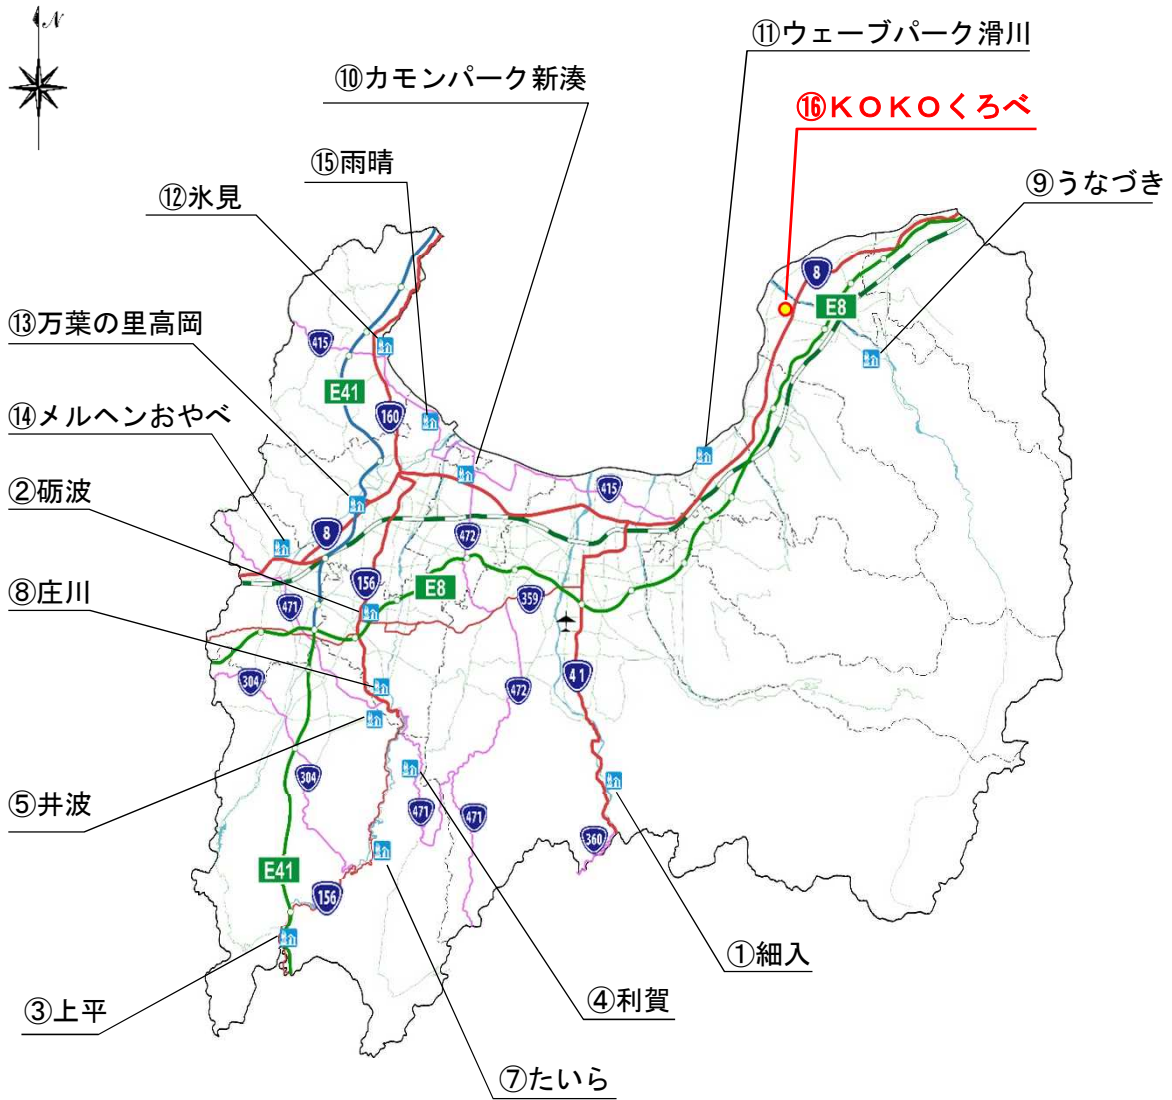 N
⑪ウェーブパーク滑川
⑩カモンパーク新湊
⑯KOKOくろべ
⑮雨晴
⑨うなづき
⑫氷見
8
E8
⑬万葉の里高岡
415
E41
160
⑭メルヘンおやべ
②砺波
415
8
472
⑧庄川
156
E8
359
471
304
41
472
304
⑤井波
471
471
360
E41
156
①細入
③上平
④利賀
⑦たいら